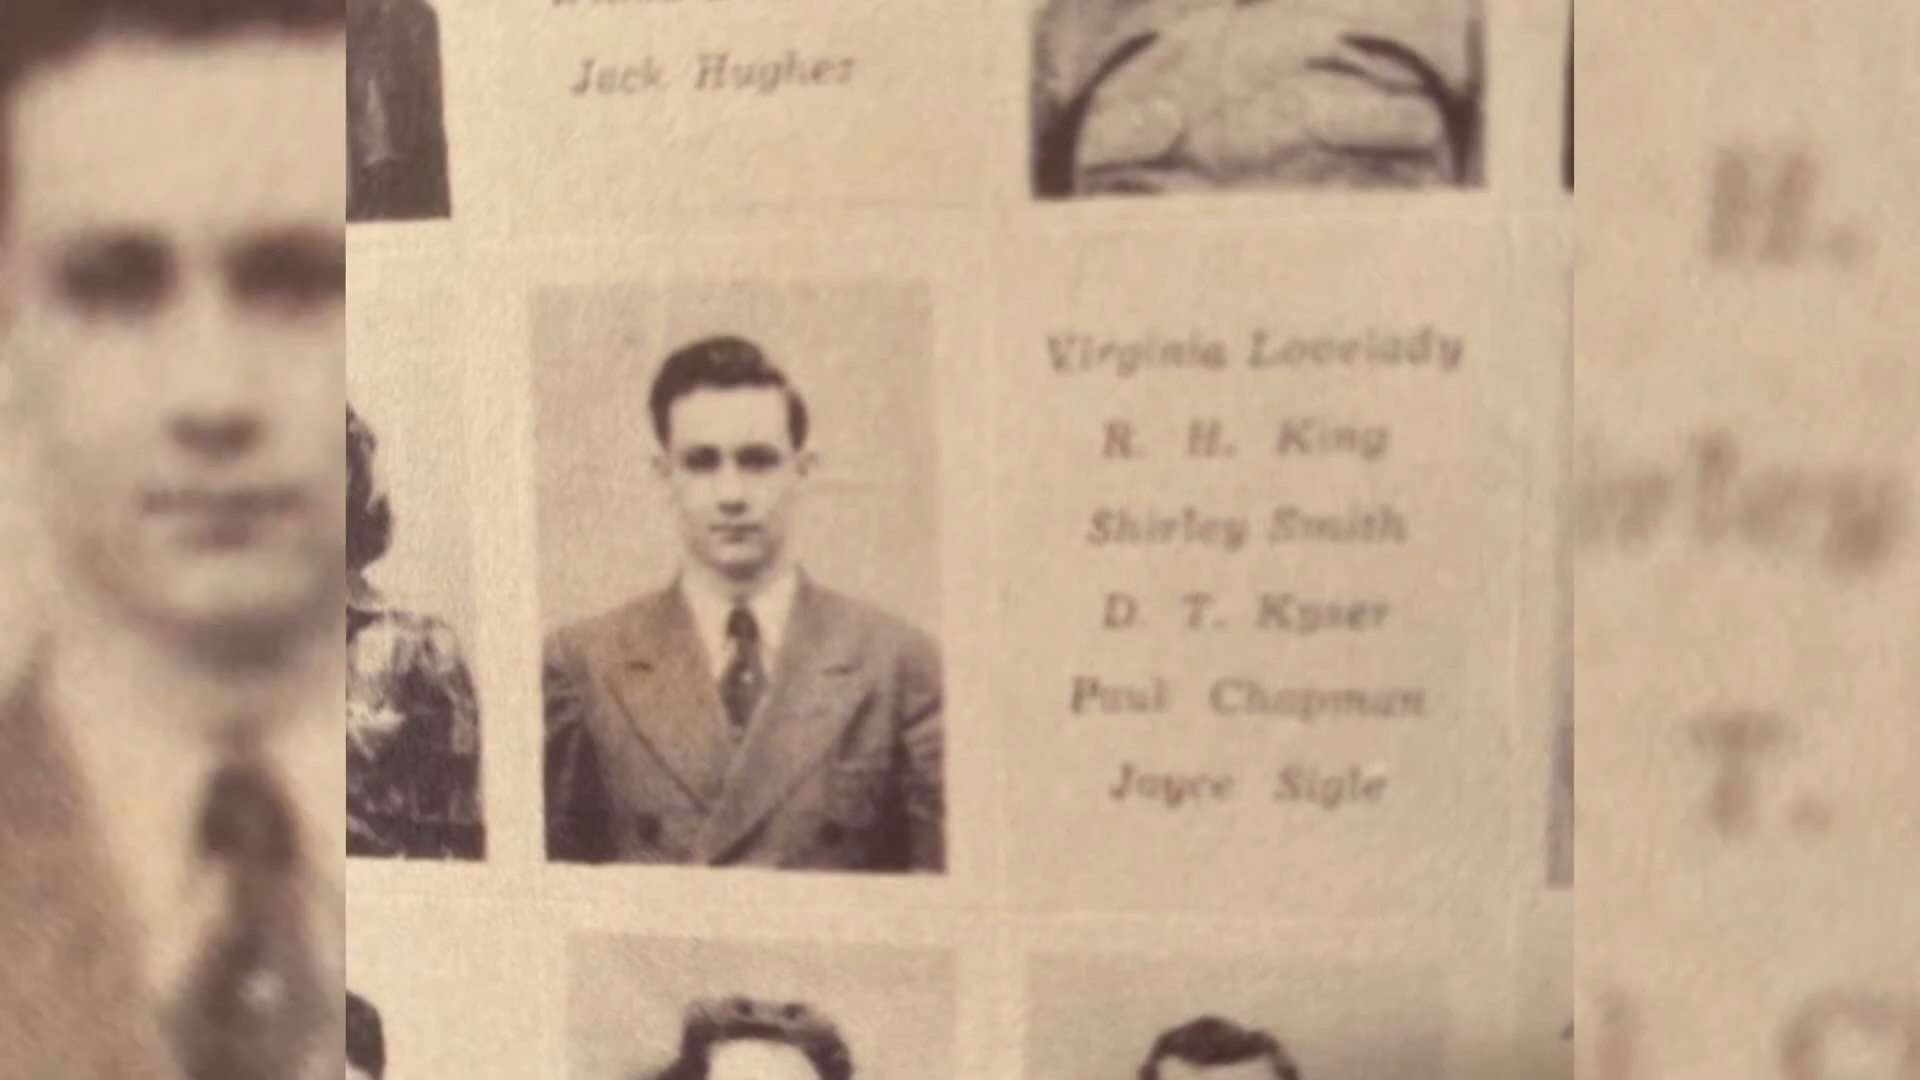 Jack Hughes
Virginia Lovelady
R. H. King
Shirley Smith
D. T. Kyser
Paul Chapman
Joyce Sigle